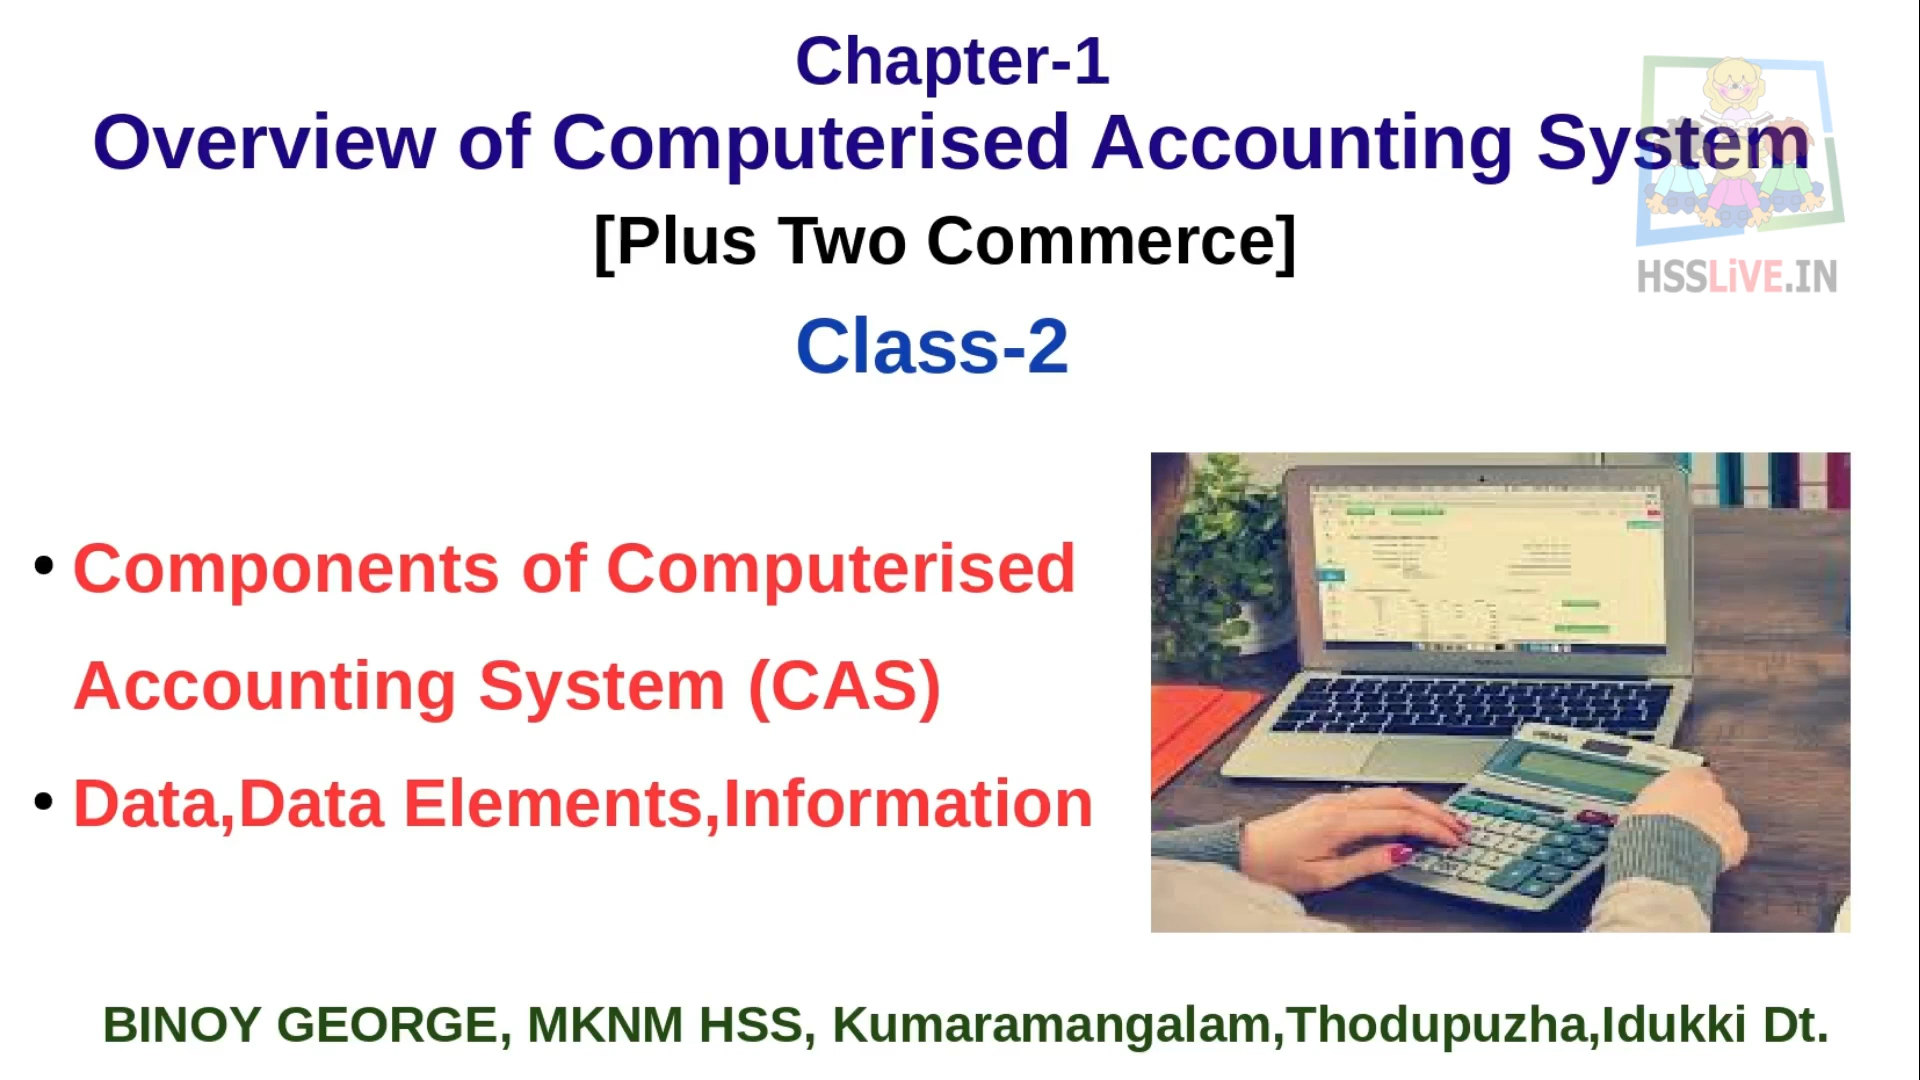 Chapter-1
Overview of Computerised Accounting System
[Plus Two Commerce]
HSSLiVE.IN
Class-2
• Components of Computerised
Accounting System (CAS)
• Data,Data Elements,Information
BINOY GEORGE, MKNM HSS, Kumaramangalam,Thodupuzha,Idukki Dt.